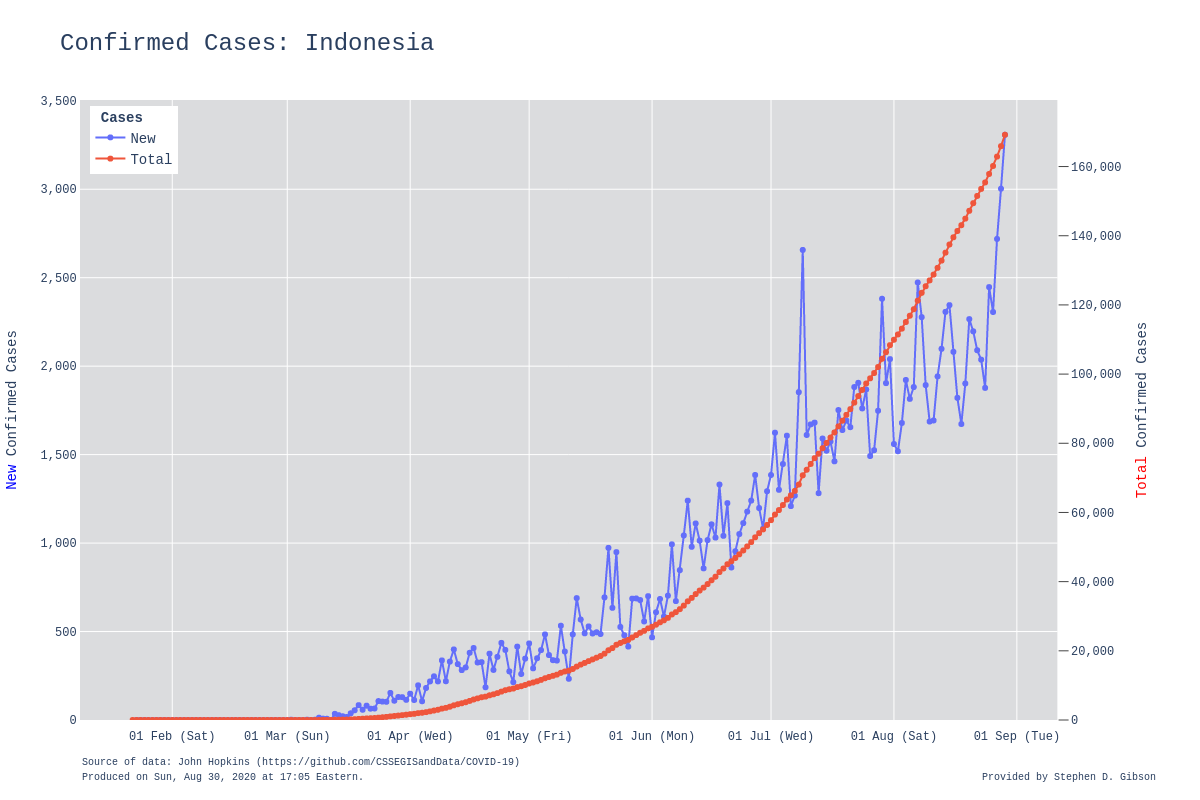 Confirmed Cases: Indonesia
3,500
3,000
2,500
2,000
1,500
1,000
500
0
Cases
New
Total
160,000
140,000
120,000
100,000
80,000
60,000
40,000
20,000
0
New Confirmed Cases
Total Confirmed Cases
01 Feb (Sat)
01 Mar (Sun)
01 Apr (Wed)
01 May (Fri)
01 Jun (Mon)
01 Jul (Wed)
01 Aug (Sat)
01 Sep (Tue)
Source of data: John Hopkins (https://github.com/CSSEGISandData/COVID-19)
Produced on Sun, Aug 30, 2020 at 17:05 Eastern.
Provided by Stephen D. Gibson